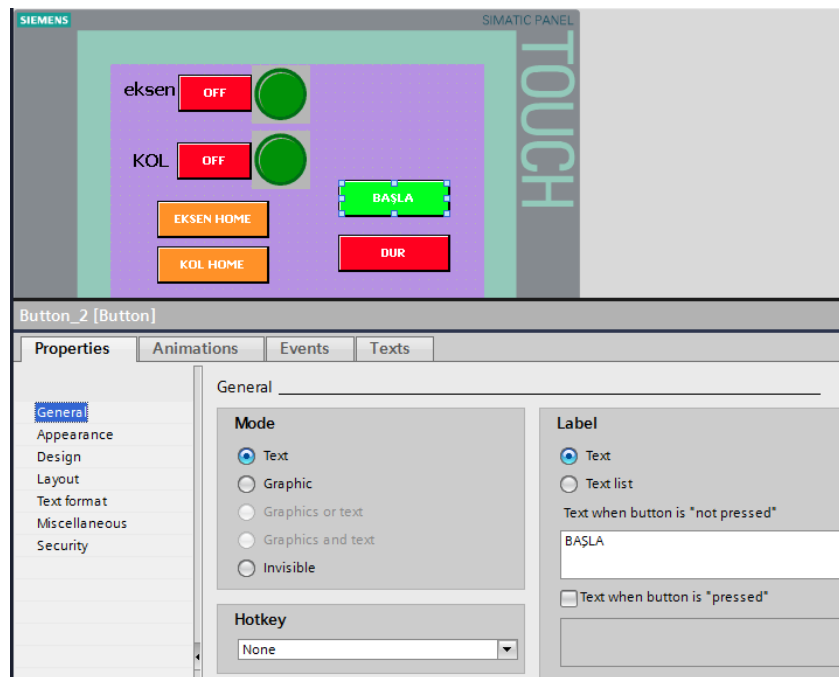 SIEMENS
SIMATIC PANEL
TOUCH
eksen OFF
KOL OFF
BAŞLA
EKSEN HOME
DUR
KOL HOME
Button_2 [Button]
Properties Animations Events Texts
General
General
Appearance
Design
Layout
Text format
Miscellaneous
Security
Mode
Text
Graphic
Graphics or text
Graphics and text
Invisible
Hotkey
None
Label
Text
Text list
Text when button is "not pressed"
BAŞLA
Text when button is "pressed"